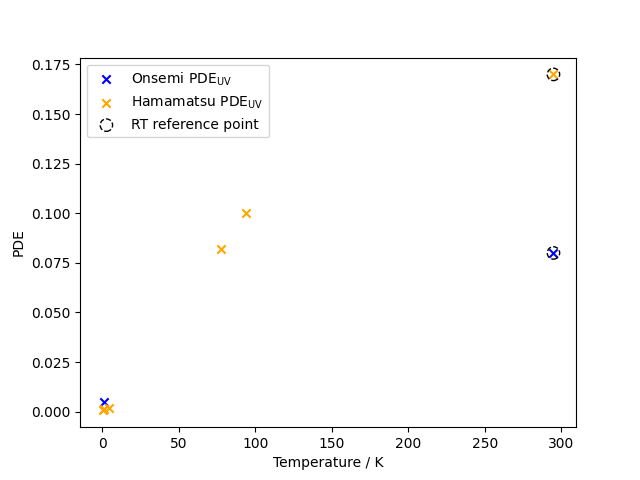 Onsemi PDE_UV
Hamamatsu PDE_UV
RT reference point
PDE
0.175
0.150
0.125
0.100
0.075
0.050
0.025
0.000
0 50 100 150 200 250 300
Temperature / K